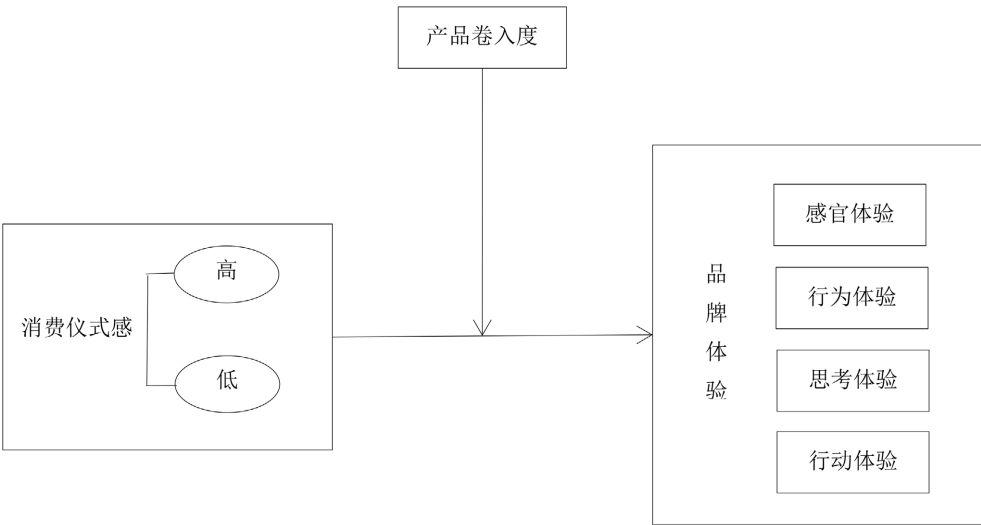 产品卷入度
消费仪式感
高
低
品牌体验
感官体验
行为体验
思考体验
行动体验